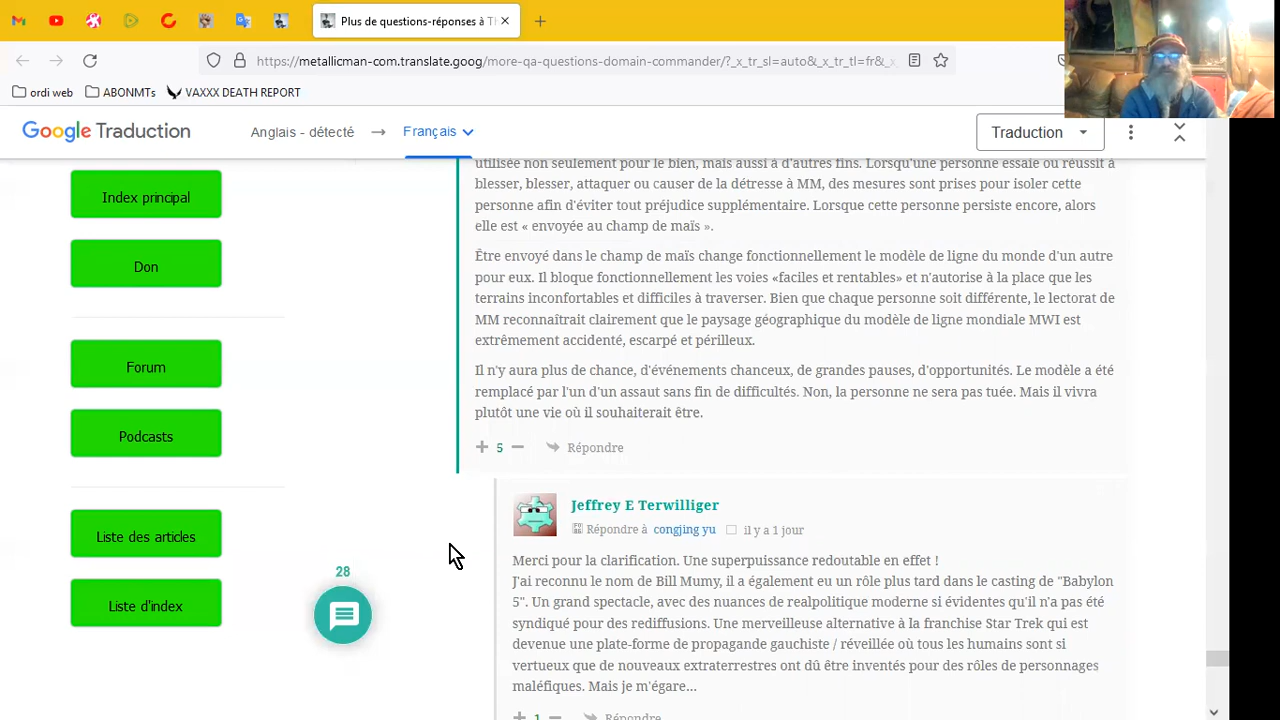 Plus de questions-réponses à Th
https://metallicman-com.translate.goog/more-qa-questions-domain-commander/?_x_tr_sl=auto&_x_tr_tl=fr&_x_
ordi web
ABONMTs
VAXXX DEATH REPORT
Google Traduction
Anglais - détecté
Français
Traduction
Index principal
Don
Forum
Podcasts
Liste des articles
Liste d'index
28
utilisée non seulement pour le bien, mais aussi à d'autres fins. Lorsqu'une personne essaie ou réussit à
blesser, blesser, attaquer ou causer de la détresse à MM, des mesures sont prises pour isoler cette
personne afin d'éviter tout préjudice supplémentaire. Lorsque cette personne persiste encore, alors
elle est « envoyée au champ de maïs ».
Être envoyé dans le champ de maïs change fonctionnellement le modèle de ligne du monde d'un autre
pour eux. Il bloque fonctionnellement les voies «faciles et rentables» et n'autorise à la place que les
terrains inconfortables et difficiles à traverser. Bien que chaque personne soit différente, le lectorat de
MM reconnaîtrait clairement que le paysage géographique du modèle de ligne mondiale MWI est
extrêmement accidenté, escarpé et périlleux.
Il n'y aura plus de chance, d'événements chanceux, de grandes pauses, d'opportunités. Le modèle a été
remplacé par l'un d'un assaut sans fin de difficultés. Non, la personne ne sera pas tuée. Mais il vivra
plutôt une vie où il souhaiterait être.
5 Répondre
Jeffrey E Terwilliger
Répondre à congjing yu il y a 1 jour
Merci pour la clarification. Une superpuissance redoutable en effet !
J'ai reconnu le nom de Bill Mumy, il a également eu un rôle plus tard dans le casting de "Babylon
5". Un grand spectacle, avec des nuances de realpolitique moderne si évidentes qu'il n'a pas été
syndiqué pour des rediffusions. Une merveilleuse alternative à la franchise Star Trek qui est
devenue une plate-forme de propagande gauchiste / réveillée où tous les humains sont si
vertueux que de nouveaux extraterrestres ont dû être inventés pour des rôles de personnages
maléfiques. Mais je m'égare...
1 Répondre